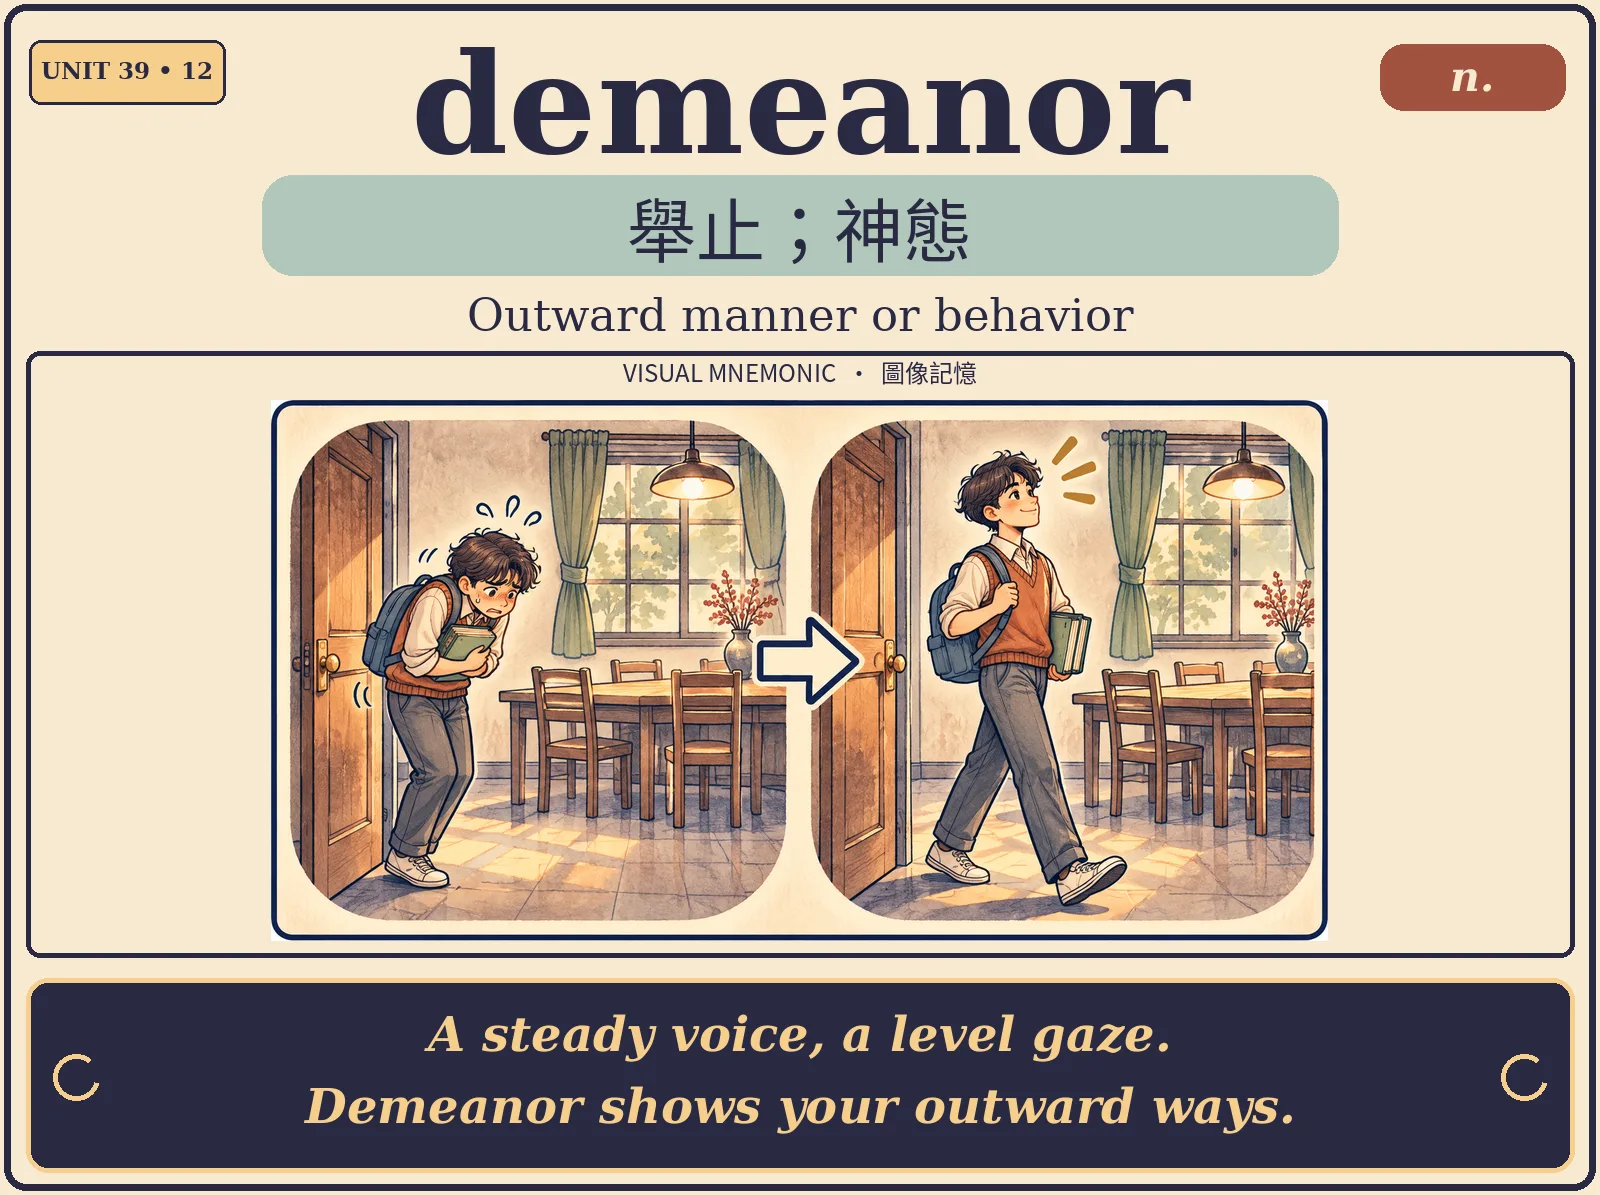 UNIT 39 • 12
demeanor
n.
舉止；神態
Outward manner or behavior
VISUAL MNEMONIC • 圖像記憶
A steady voice, a level gaze.
Demeanor shows your outward ways.